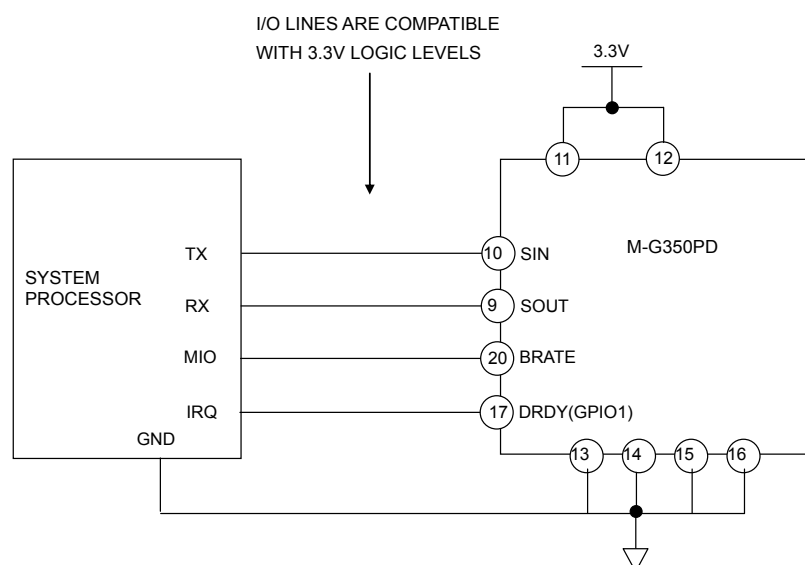 I/O LINES ARE COMPATIBLE
WITH 3.3V LOGIC LEVELS
3.3V
11
12
M-G350PD
SYSTEM
PROCESSOR
TX
10
SIN
RX
9
SOUT
MIO
20
BRATE
IRQ
17
DRDY(GPIO1)
GND
13
14
15
16